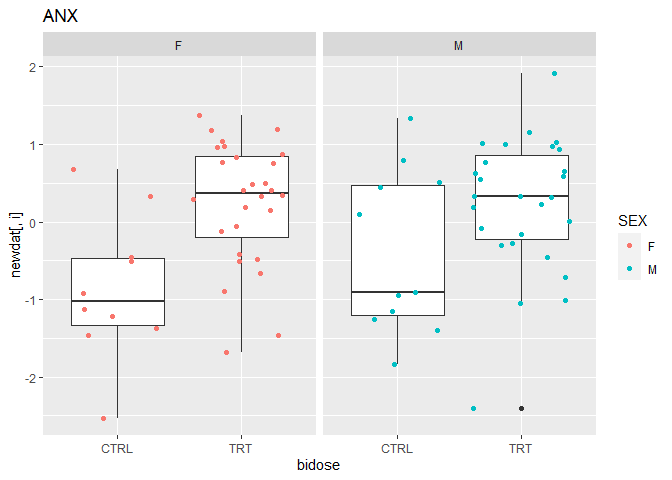 ANX
F
M
newdat[, i]
2
1
0
-1
-2
CTRL
TRT
CTRL
TRT
bidose
SEX
F
M